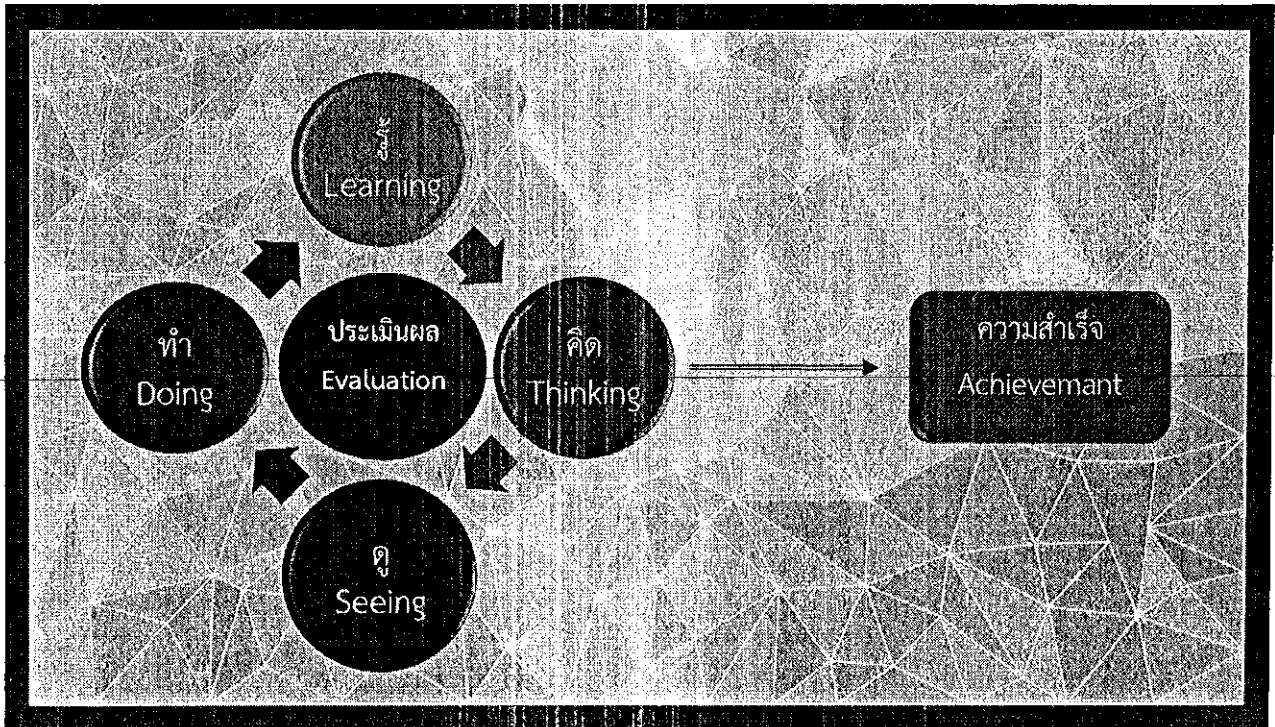 Learning
ทำ
Doing
ประเมินผล
Evaluation
คิด
Thinking
ดู
Seeing
ความสำเร็จ
Achievemant